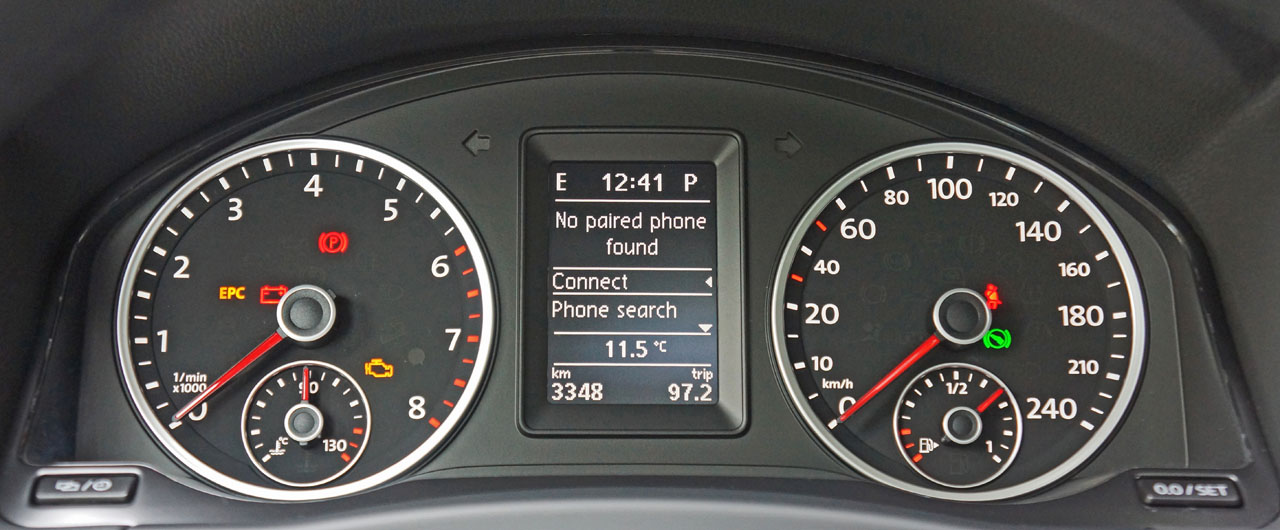 E 12:41 P
No paired phone
found
Connect
Phone search
11.5 °C
km trip
3348 97.2
EPC
P
0 1 2 3 4 5 6 7 8
1/min
x1000
90
°C
130
0 10 20 40 60 80 100 120 140 160 180 210 240
km/h
1/2
1
0.0 / SET